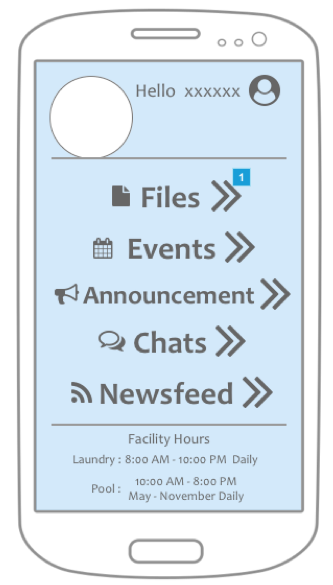 Hello xxxxxx
1
Files
Events
Announcement
Chats
Newsfeed
Facility Hours
Laundry : 8:00 AM - 10:00 PM Daily
Pool : 10:00 AM - 8:00 PM
May - November Daily